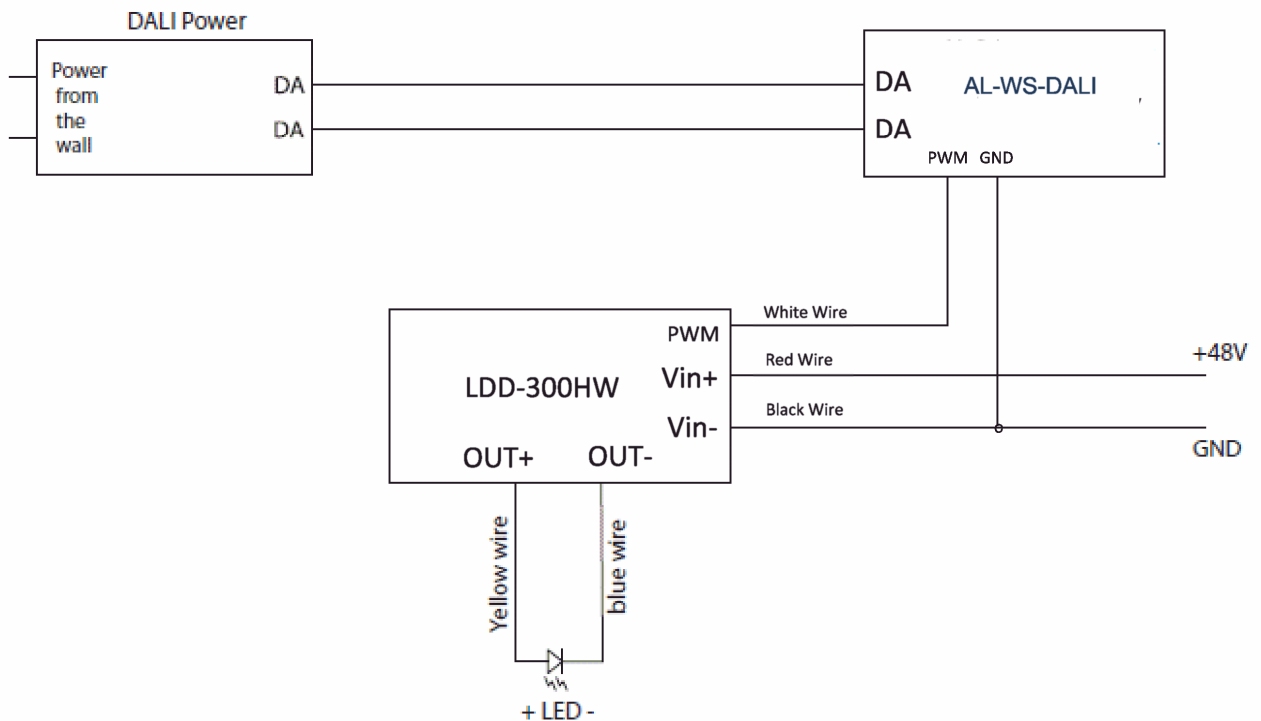 DALI Power
Power
from
the
wall
DA
DA
DA
DA
AL-WS-DALI
PWM GND
White Wire
PWM
Red Wire
+48V
LDD-300HW
Vin+
Black Wire
Vin-
GND
OUT+ OUT-
Yellow wire
blue wire
+ LED -